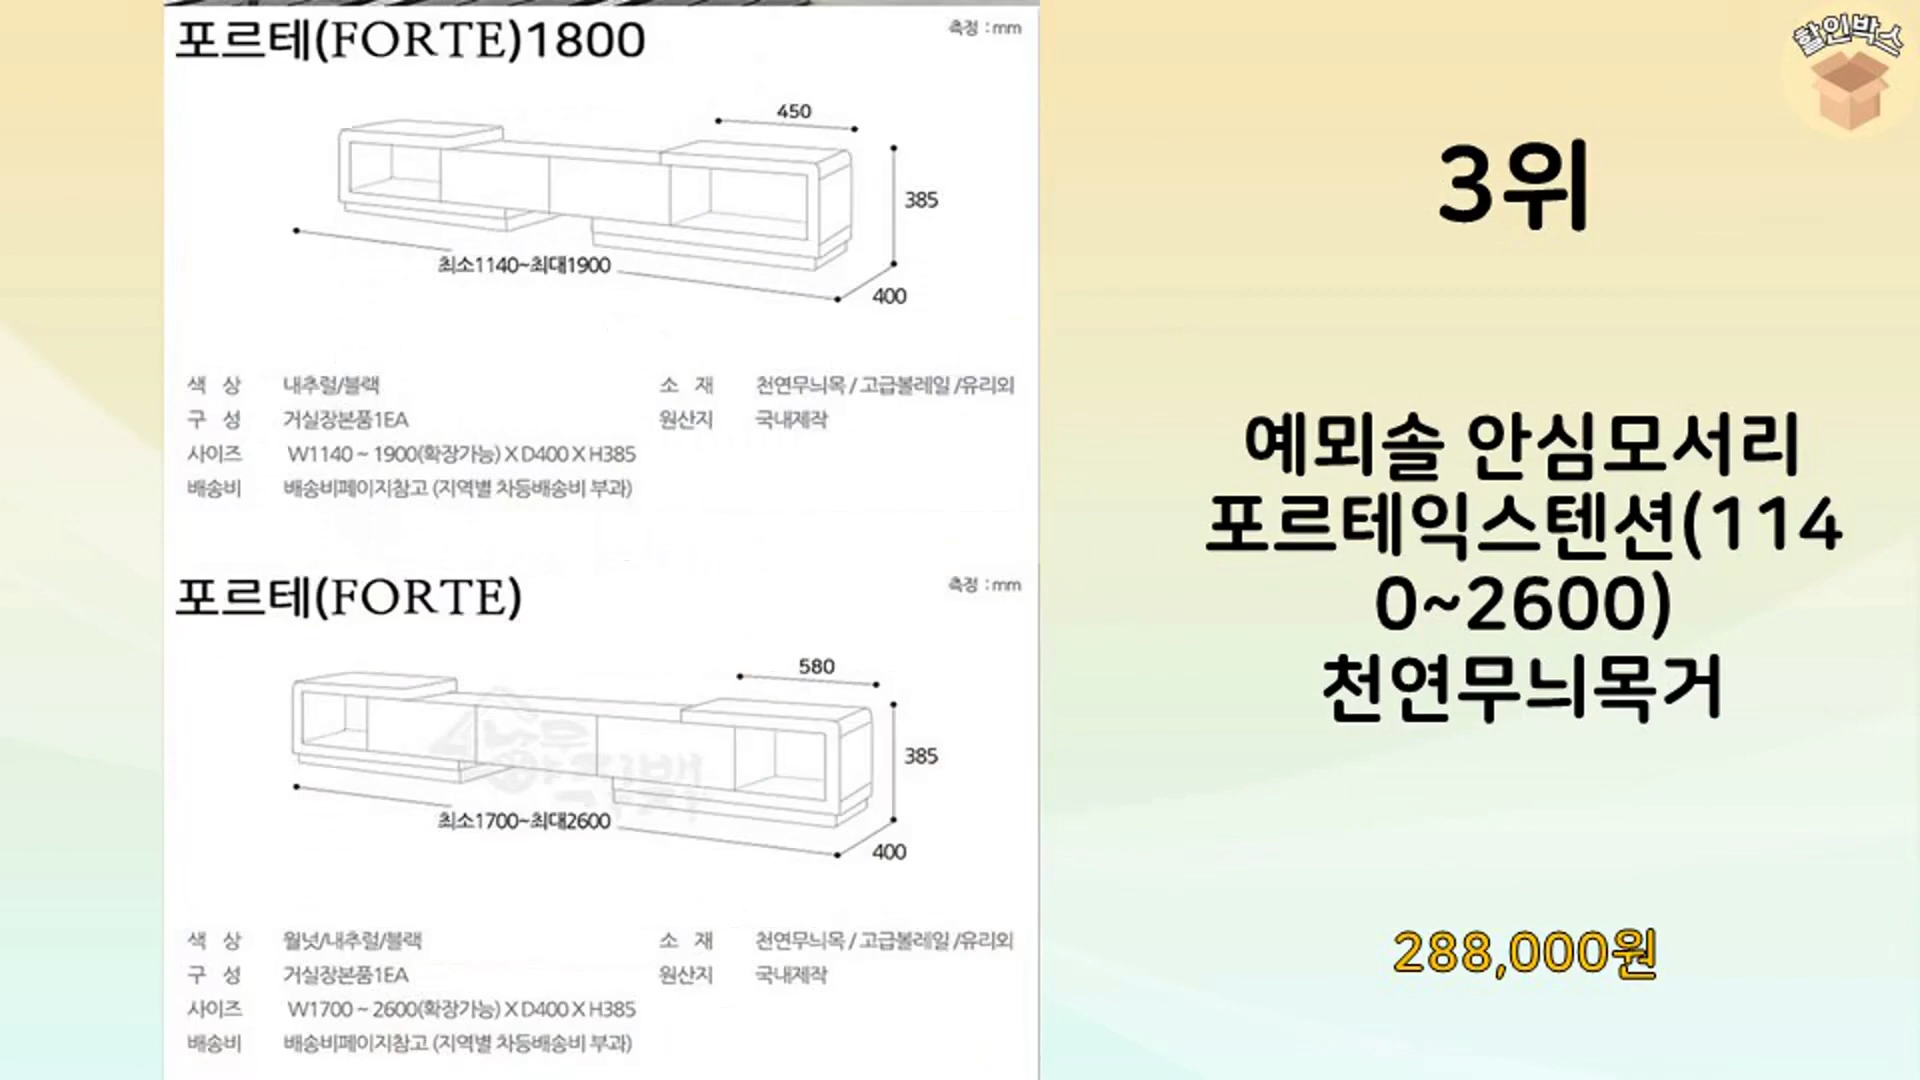 포르테(FORTE)1800
측정 : mm
450
385
최소1140~최대1900
400
색 상 내추럴/블랙 소 재 천연무늬목 / 고급볼레일 /유리외
구 성 거실장본품1EA 원산지 국내제작
사이즈 W1140 ~ 1900(확장가능) X D400 X H385
배송비 배송비페이지참고 (지역별 차등배송비 부과)
포르테(FORTE)
측정 : mm
580
385
최소1700~최대2600
400
색 상 월넛/내추럴/블랙 소 재 천연무늬목 / 고급볼레일 /유리외
구 성 거실장본품1EA 원산지 국내제작
사이즈 W1700 ~ 2600(확장가능) X D400 X H385
배송비 배송비페이지참고 (지역별 차등배송비 부과)
할인박스
3위
예뫼솔 안심모서리
포르테익스텐션(114
0~2600)
천연무늬목거
288,000원